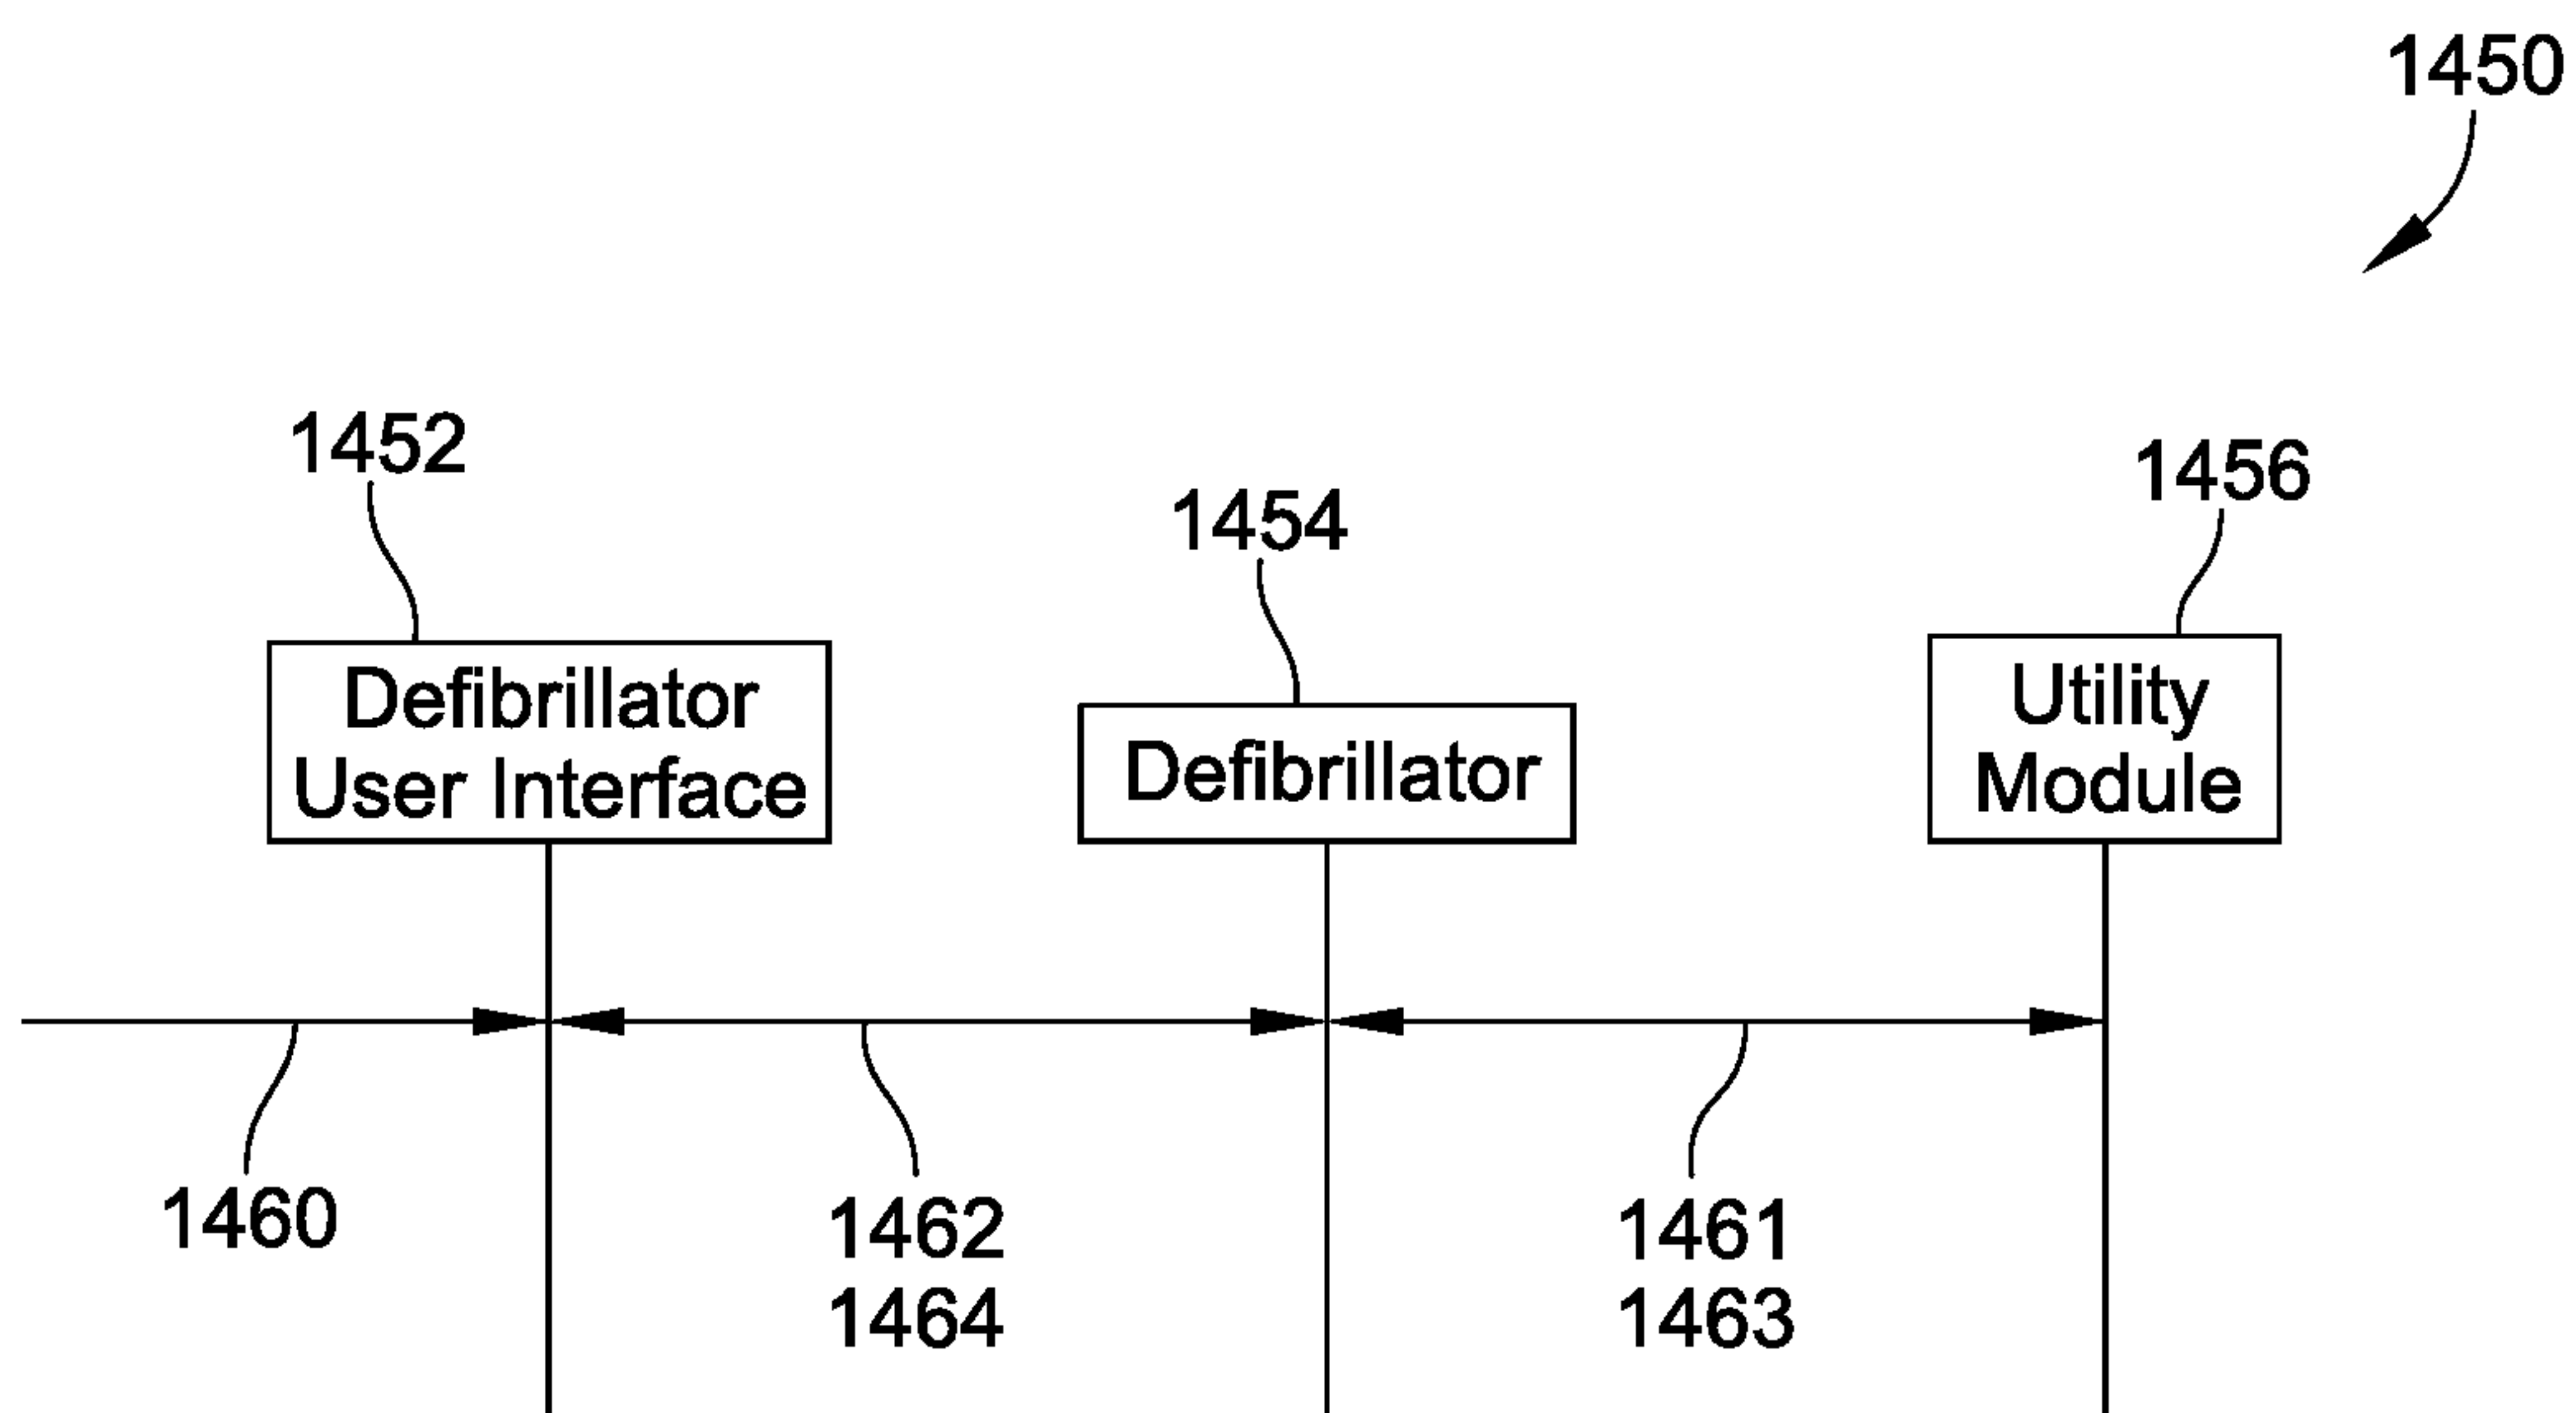 1450
1452
1454
1456
Defibrillator
User Interface
Defibrillator
Utility
Module
1460
1462
1464
1461
1463